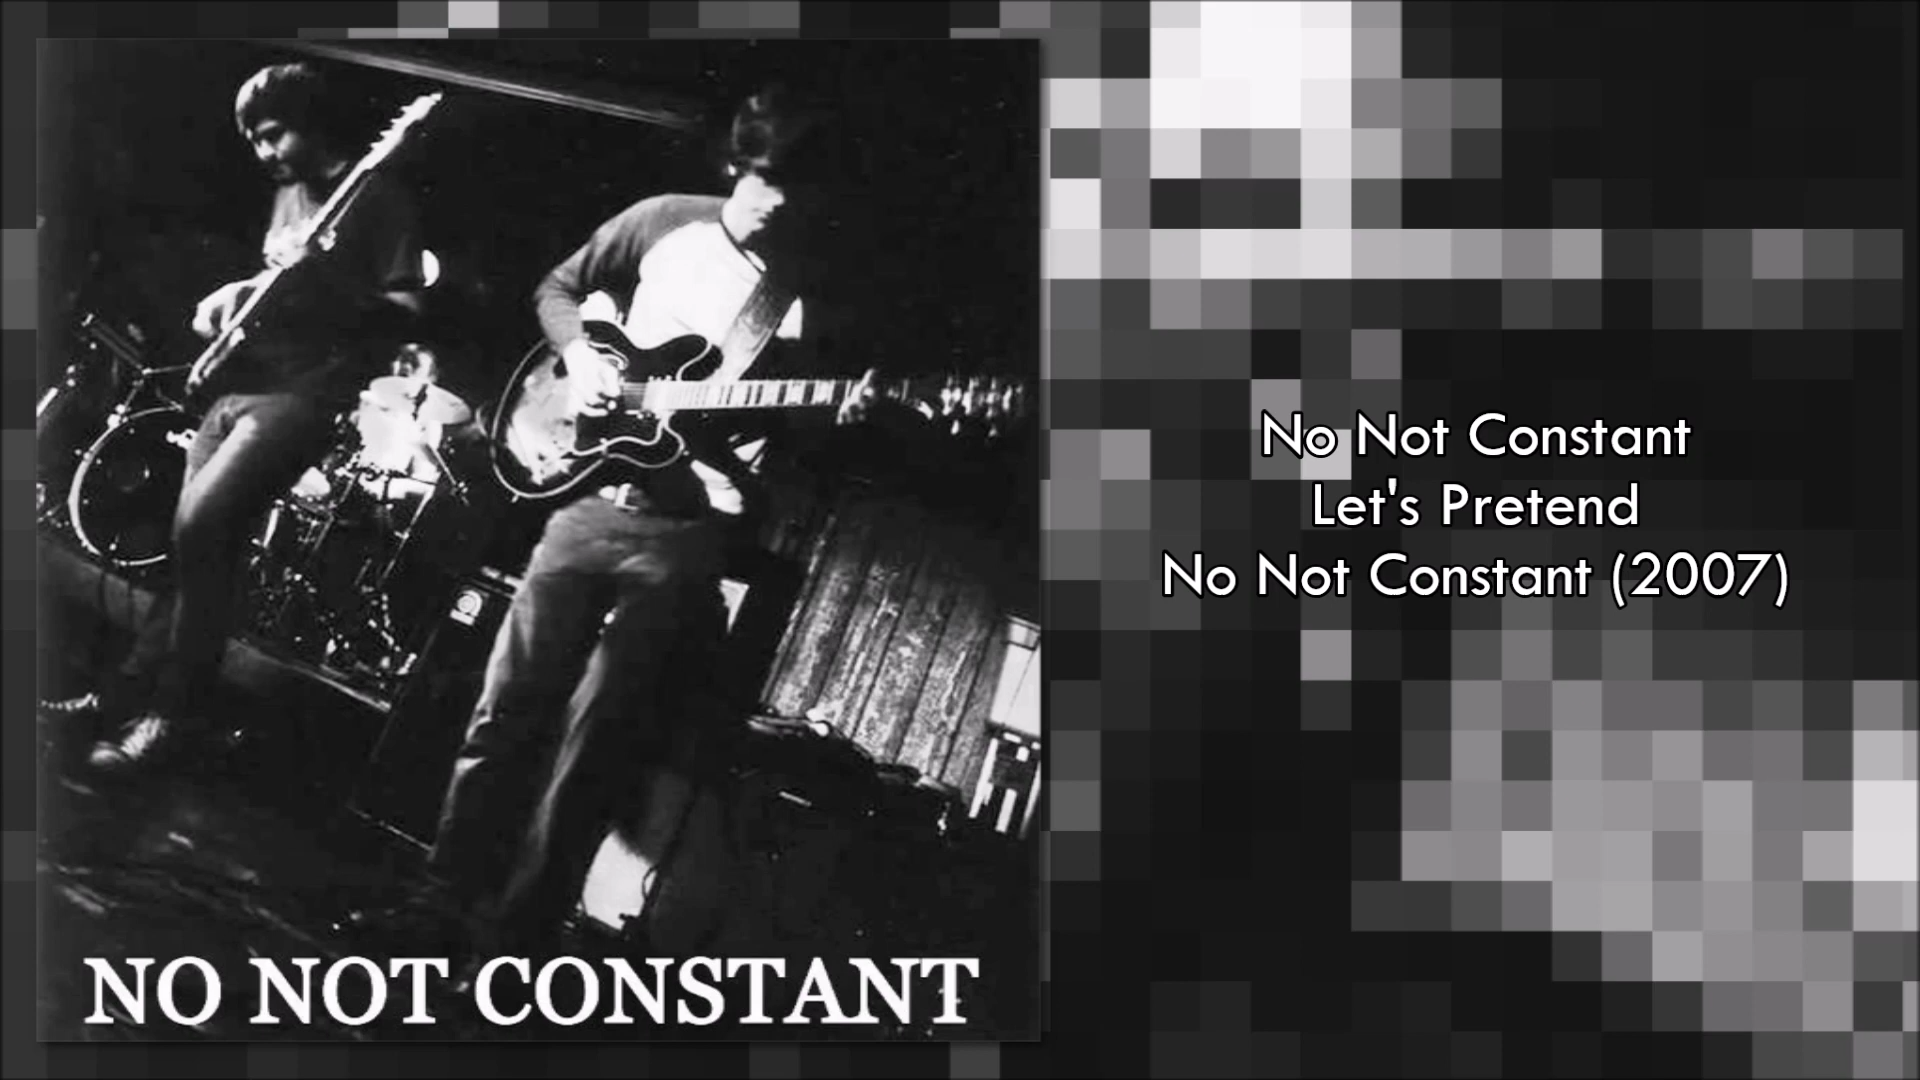 No Not Constant
Let's Pretend
No Not Constant (2007)
NO NOT CONSTANT